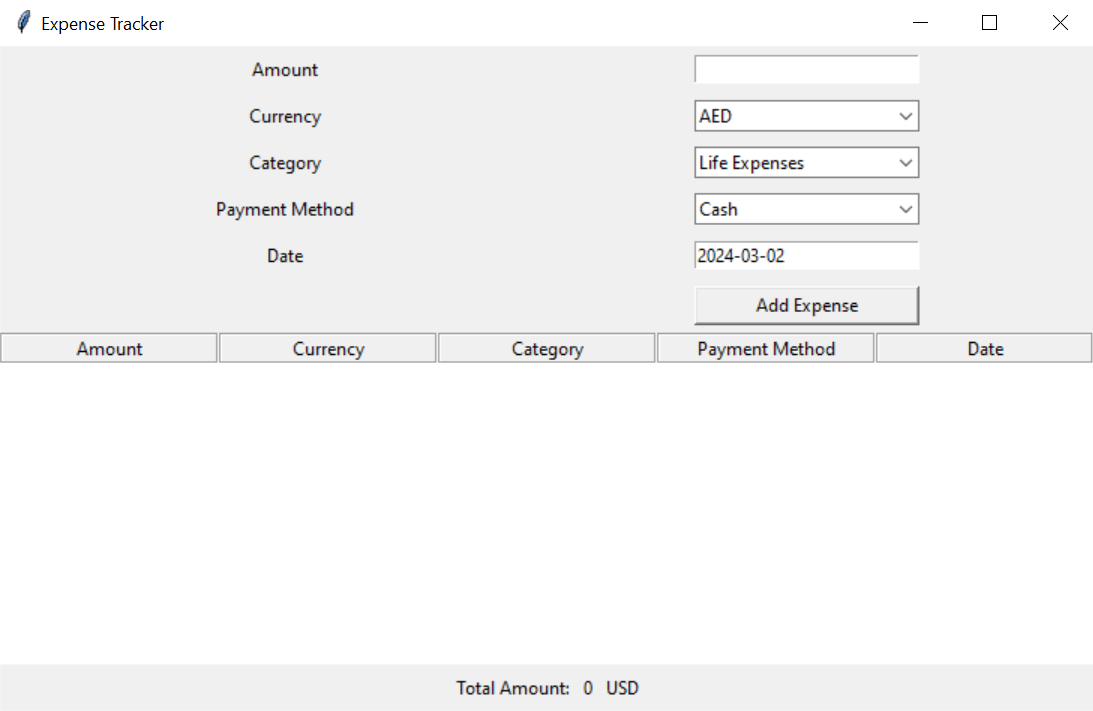 Expense Tracker
Amount
Currency AED
Category Life Expenses
Payment Method Cash
Date 2024-03-02
Add Expense
Amount Currency Category Payment Method Date
Total Amount: 0 USD